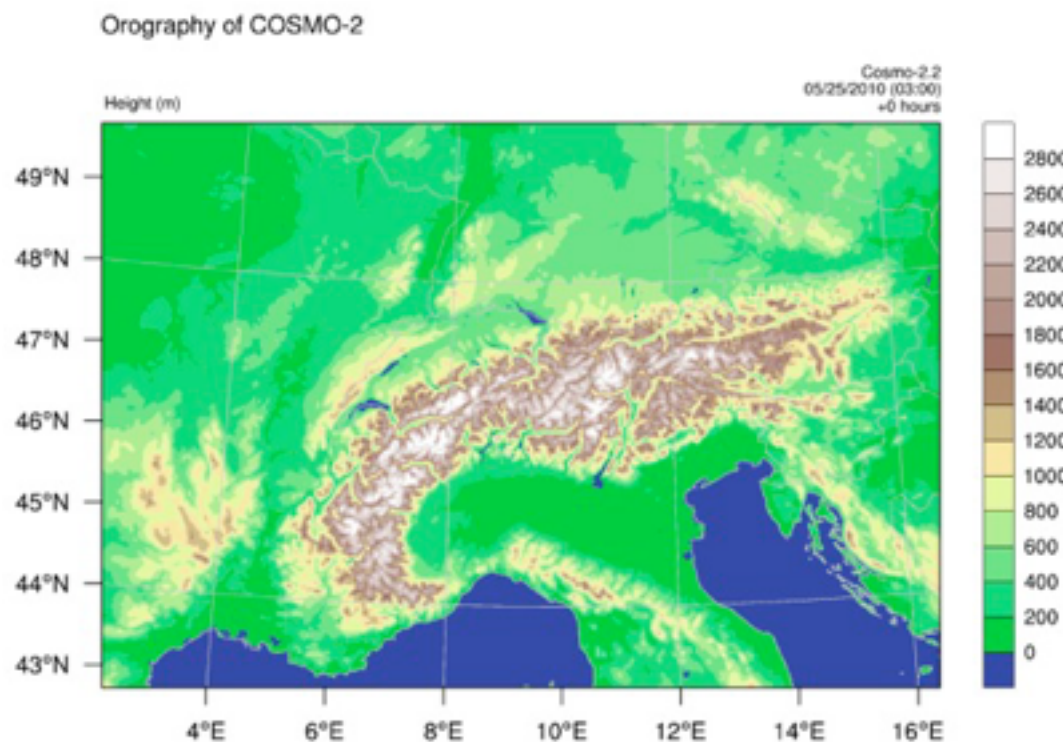 Orography of COSMO-2
Cosmo-2.2
05/25/2010 (03:00)
+0 hours
Height (m)
49°N
48°N
47°N
46°N
45°N
44°N
43°N
4°E
6°E
8°E
10°E
12°E
14°E
16°E
2800
2600
2400
2200
2000
1800
1600
1400
1200
1000
800
600
400
200
0